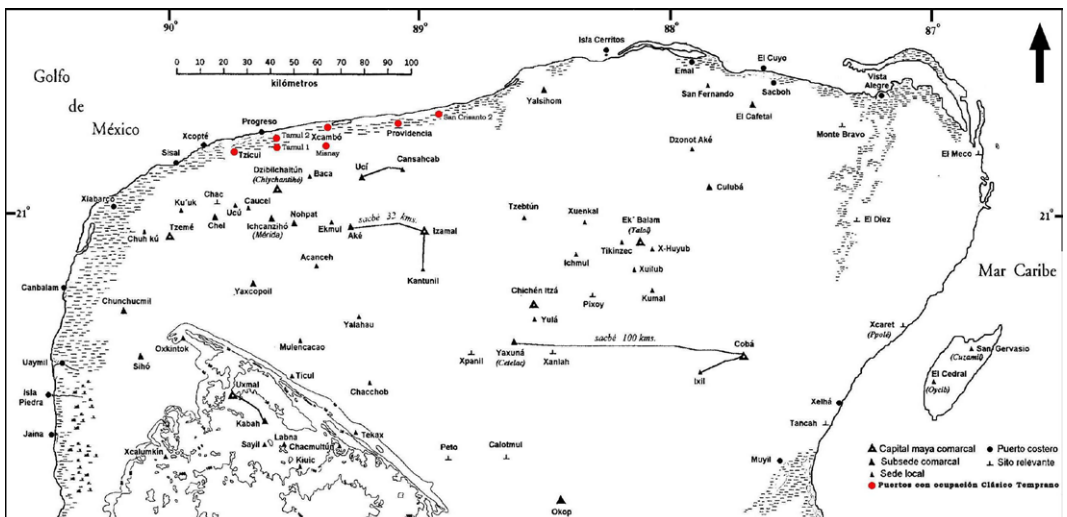 90°
89°
88°
87°
Golfo
de
México
0 10 20 30 40 50 60 70 80 90 100
kilómetros
Isla Cerritos
Emal
El Cuyo
Sacboh
Vista
Alegre
San Fernando
El Cafetal
Yalsihom
Monte Bravo
El Meco
Dzonot Aké
Culubá
San Crisanto 2
Providencia
Xcambó
Misnay
Progreso
Tamul 2
Tamul 1
Tzicul
Xcopté
Sisal
Cansahcab
Ucí
Dzibilchaltún
(Chiychantihó)
Baca
Xlabarco
Ku'uk
Chac
Caucel
Ucú
Chel
Ichcanzihó
(Mérida)
Nohpat
Ekmul
Aké
sacbé 32 kms.
Izamal
Kantunil
21°
21°
Chuh kú
Tzemé
Acanceh
Yaxcopoil
Tzebtún
Xuenkal
Ek' Balam
(Talol)
Tikinzec
X-Huyub
Ichmul
Xuilub
El Diez
Mar Caribe
Canbalam
Chunchucmil
Yalahau
Chichén Itzá
Pixoy
Kumal
Yulá
Xcaret
(Ppolé)
Oxkintok
Mulencacao
sacbé 100 kms.
Cobá
Xpanil
Yaxuná
(Cetelac)
Xanlah
Ixil
San Gervasio
(Cuzamil)
El Cedral
(Oycib)
Uaymil
Sihó
Isla
Piedra
Uxmal
Ticul
Chacchob
Xelhá
Tancah
Kabah
Jaina
Sayil
Labna
Chacmultún
Tekax
Xcalumkin
Kiuic
Peto
Calotmul
Muyil
Okop
Capital maya comarcal
Puerto costero
Subsede comarcal
Sito relevante
Sede local
Puertos con ocupación Clásico Temprano